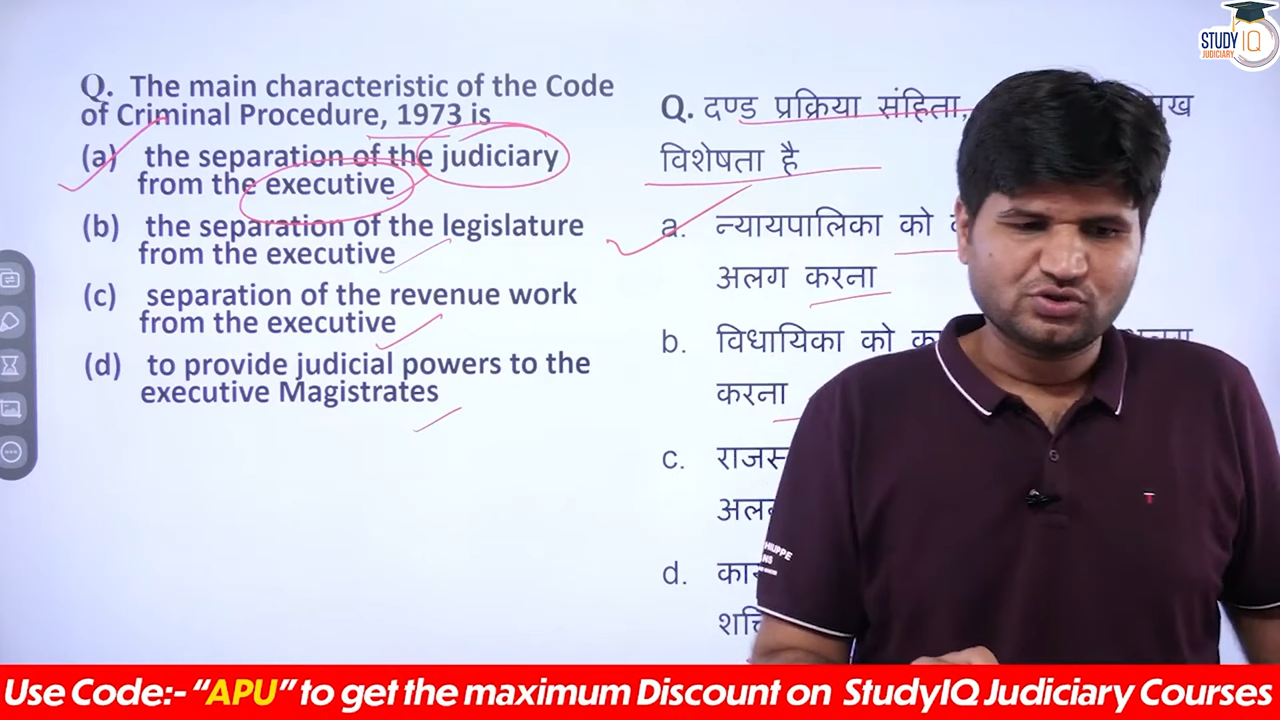 STUDY IQ
JUDICIARY
Q. The main characteristic of the Code
of Criminal Procedure, 1973 is
(a) the separation of the judiciary
from the executive
(b) the separation of the legislature
from the executive
(c) separation of the revenue work
from the executive
(d) to provide judicial powers to the
executive Magistrates
Q. दण्ड प्रक्रिया संहिता,
विशेषता है
a. न्यायपालिका को
अलग करना
b. विधायिका को
करना
c.
d.
Use Code:- “APU” to get the maximum Discount on StudyIQ Judiciary Courses